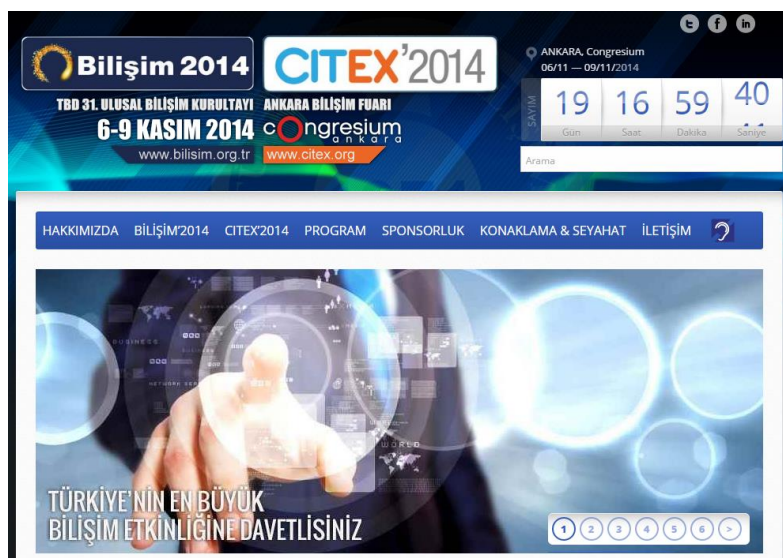 Bilişim 2014
CITEX'2014
TBD 31. ULUSAL BİLİŞİM KURULTAYI
ANKARA BİLİŞİM FUARI
6-9 KASIM 2014
congresium
ankara
www.bilisim.org.tr
www.citex.org
ANKARA, Congresium
06/11 — 09/11/2014
SAYIM
19 16 59 40
Gün Saat Dakika Saniye
Arama
HAKKIMIZDA BİLİŞİM'2014 CITEX'2014 PROGRAM SPONSORLUK KONAKLAMA & SEYAHAT İLETİŞİM
BUSINESS
BUSINESS
WORLD
TÜRKİYE'NİN EN BÜYÜK
BİLİŞİM ETKİNLİĞİNE DAVETLİSİNİZ
1 2 3 4 5 6 >